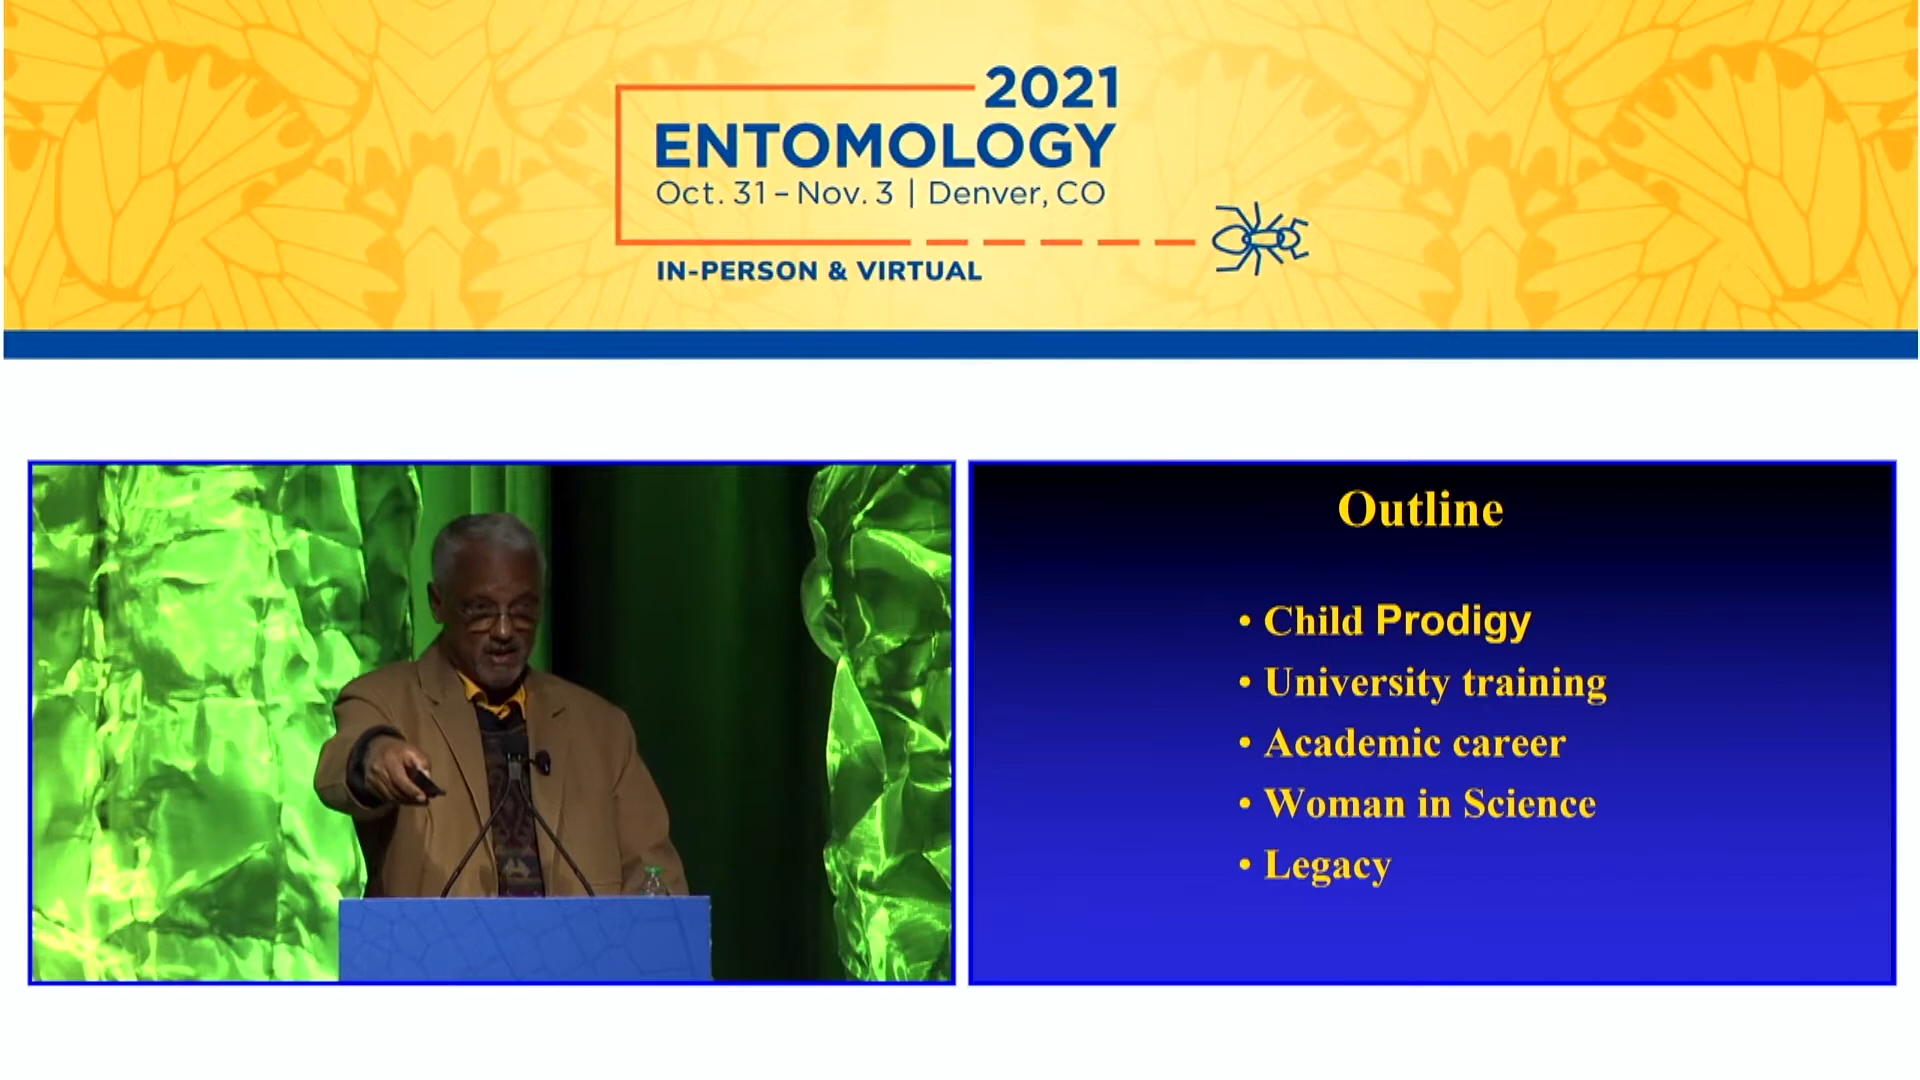 2021
ENTOMOLOGY
Oct. 31 – Nov. 3 | Denver, CO
IN-PERSON & VIRTUAL
Outline
• Child Prodigy
• University training
• Academic career
• Woman in Science
• Legacy